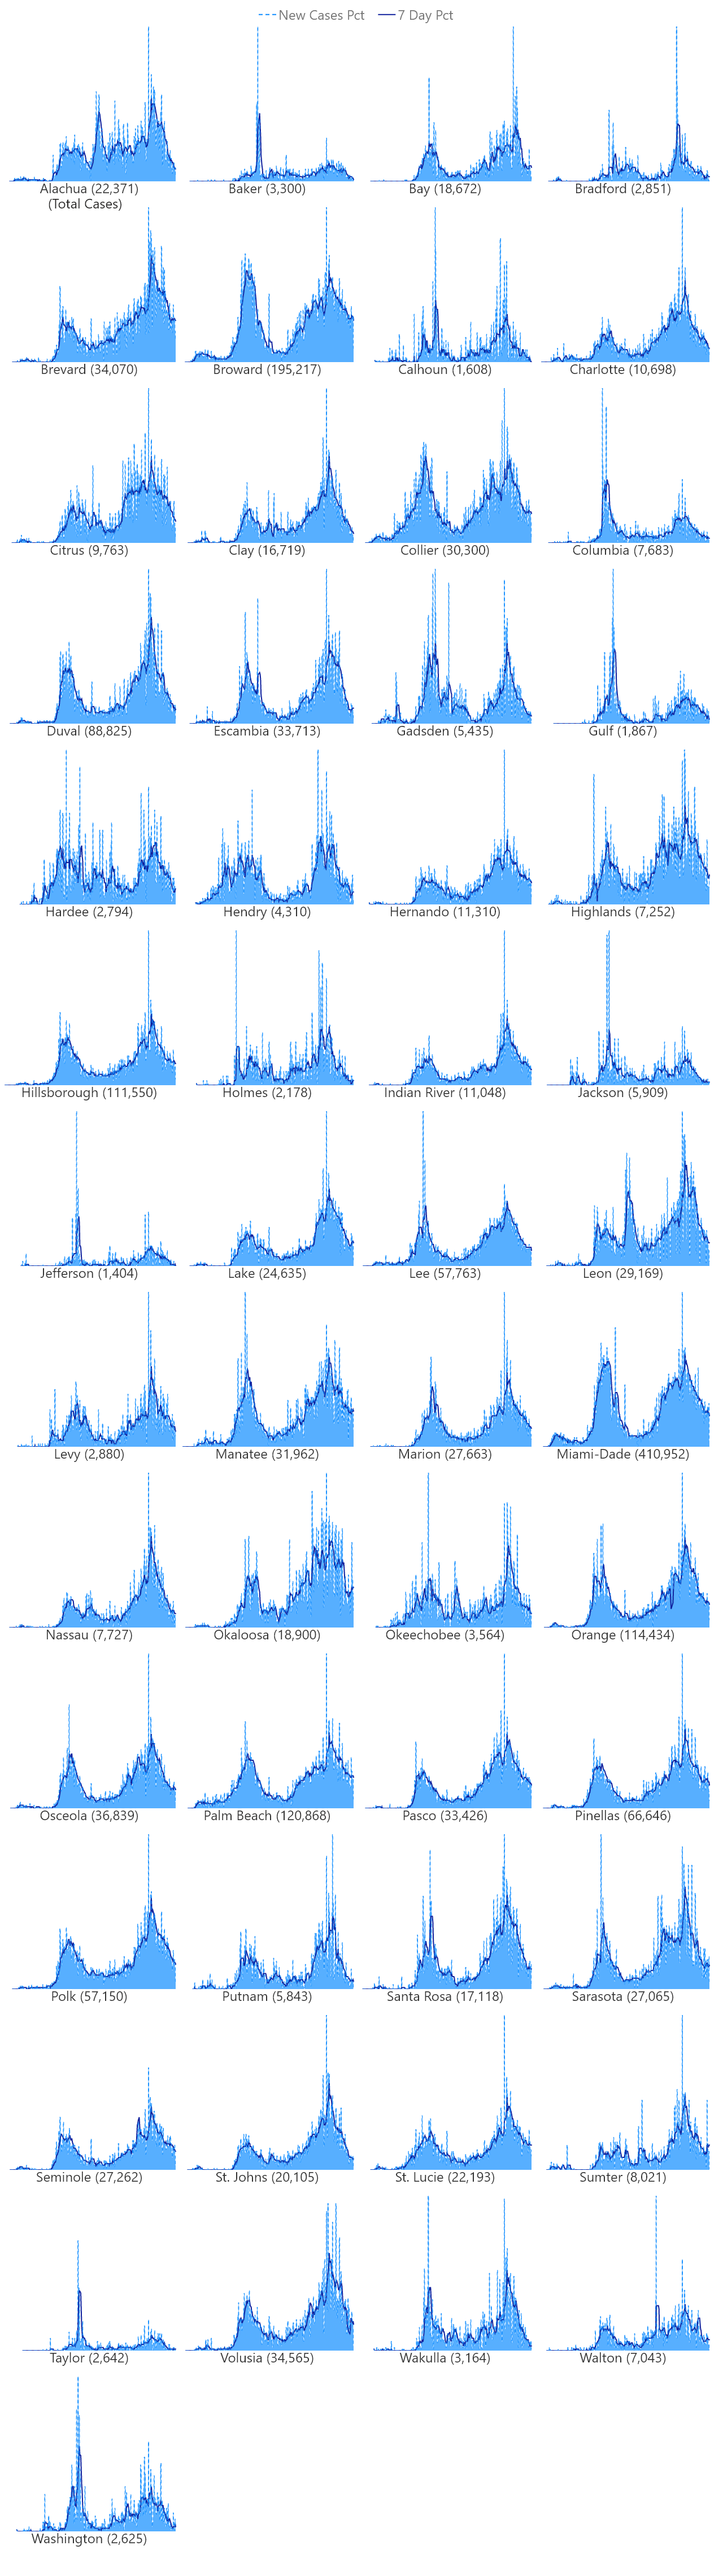 New Cases Pct 7 Day Pct
Alachua (22,371) Baker (3,300) Bay (18,672) Bradford (2,851)
(Total Cases)
Brevard (34,070) Broward (195,217) Calhoun (1,608) Charlotte (10,698)
Citrus (9,763) Clay (16,719) Collier (30,300) Columbia (7,683)
Duval (88,825) Escambia (33,713) Gadsden (5,435) Gulf (1,867)
Hardee (2,794) Hendry (4,310) Hernando (11,310) Highlands (7,252)
Hillsborough (111,550) Holmes (2,178) Indian River (11,048) Jackson (5,909)
Jefferson (1,404) Lake (24,635) Lee (57,763) Leon (29,169)
Levy (2,880) Manatee (31,962) Marion (27,663) Miami-Dade (410,952)
Nassau (7,727) Okaloosa (18,900) Okeechobee (3,564) Orange (114,434)
Osceola (36,839) Palm Beach (120,868) Pasco (33,426) Pinellas (66,646)
Polk (57,150) Putnam (5,843) Santa Rosa (17,118) Sarasota (27,065)
Seminole (27,262) St. Johns (20,105) St. Lucie (22,193) Sumter (8,021)
Taylor (2,642) Volusia (34,565) Wakulla (3,164) Walton (7,043)
Washington (2,625)